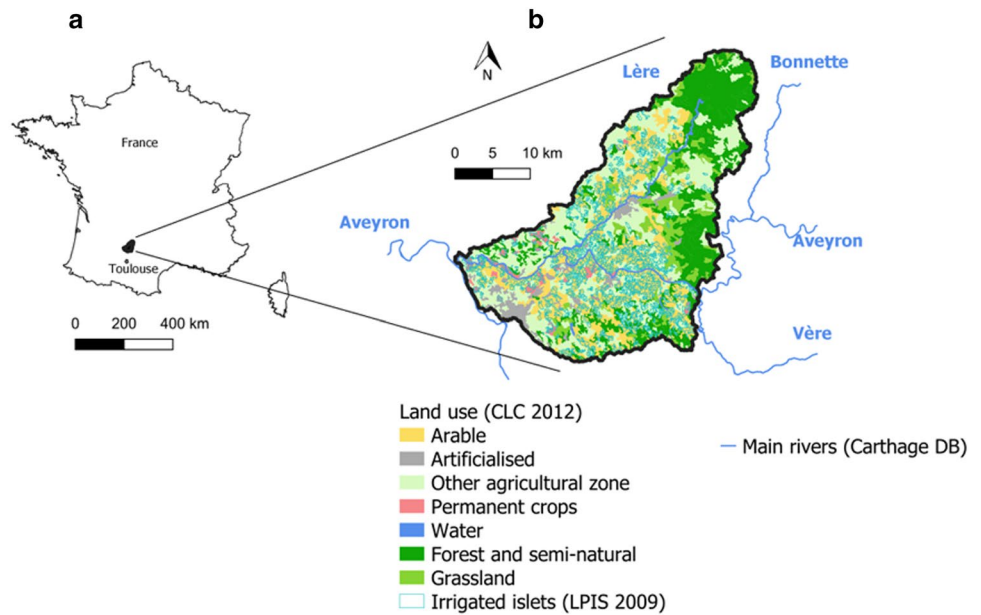 a
b
N
Lère
Bonnette
France
0 5 10 km
Aveyron
Aveyron
Toulouse
0 200 400 km
Vère
Land use (CLC 2012)
Arable
Artificialised
Main rivers (Carthage DB)
Other agricultural zone
Permanent crops
Water
Forest and semi-natural
Grassland
Irrigated islets (LPIS 2009)